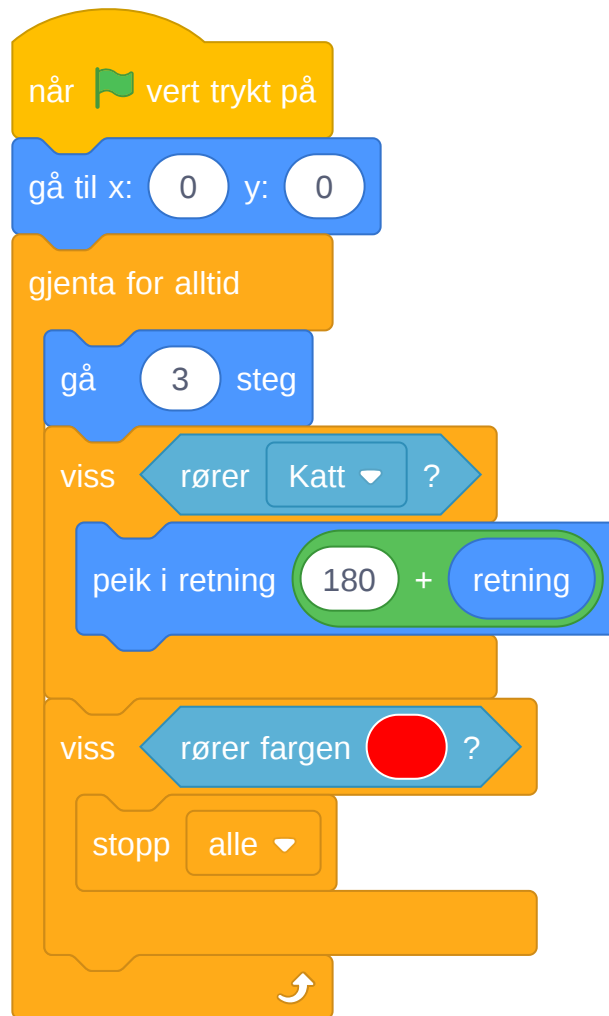 når vert trykt på
gå til x: 0 y: 0
gjenta for alltid
gå 3 steg
viss rører Katt ?
peik i retning 180 + retning
viss rører fargen ?
stopp alle